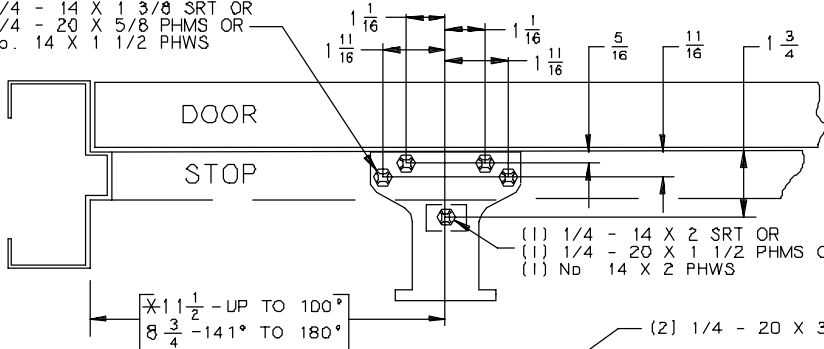 /4 - 14 X 1 3/8 SRT OR
/4 - 20 X 5/8 PHMS OR
o. 14 X 1 1/2 PHWS
1 1/16
1 11/16
1 1/16
1 11/16
5/16
11/16
1 3/4
DOOR
STOP
(1) 1/4 - 14 X 2 SRT OR
(1) 1/4 - 20 X 1 1/2 PHMS O
(1) No 14 X 2 PHWS
*11 1/2 - UP TO 100°
8 3/4 - 141° TO 180°
(2) 1/4 - 20 X 3